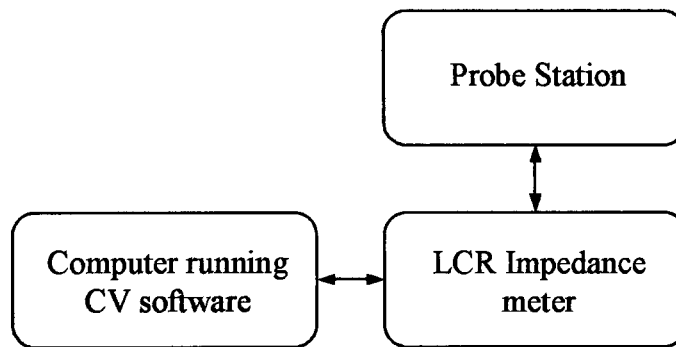 Probe Station
Computer running
CV software
LCR Impedance
meter